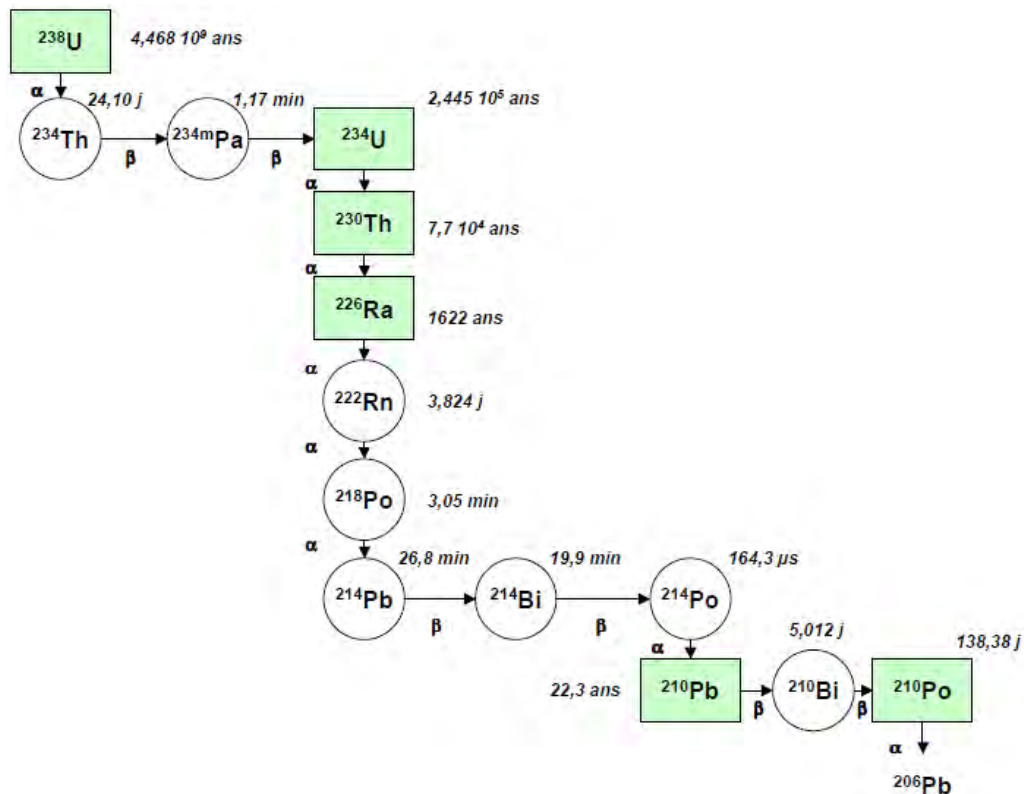 ²³⁸U 4,468 10⁹ ans
α 24,10 j 1,17 min 2,445 10⁵ ans
²³⁴Th β ²³⁴ᵐPa β ²³⁴U
α
²³⁰Th 7,7 10⁴ ans
α
²²⁶Ra 1622 ans
α
²²²Rn 3,824 j
α
²¹⁸Po 3,05 min
α 26,8 min 19,9 min 164,3 µs
²¹⁴Pb β ²¹⁴Bi β ²¹⁴Po
α 5,012 j 138,38 j
22,3 ans ²¹⁰Pb β ²¹⁰Bi β ²¹⁰Po
α
²⁰⁶Pb